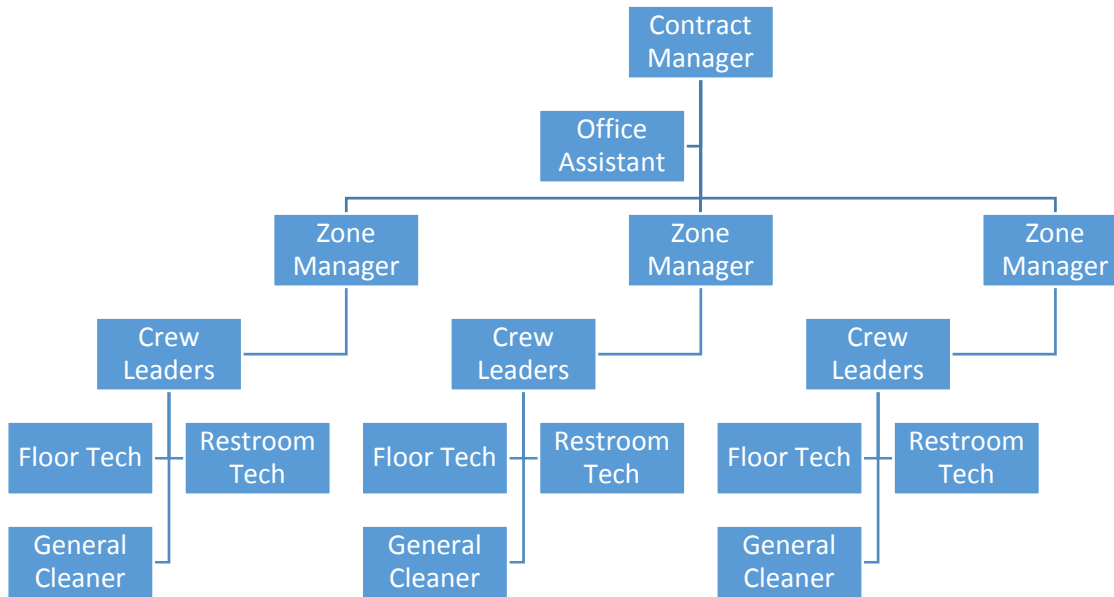 Contract
Manager
Office
Assistant
Zone
Manager
Zone
Manager
Zone
Manager
Crew
Leaders
Crew
Leaders
Crew
Leaders
Floor Tech
Restroom
Tech
Floor Tech
Restroom
Tech
Floor Tech
Restroom
Tech
General
Cleaner
General
Cleaner
General
Cleaner